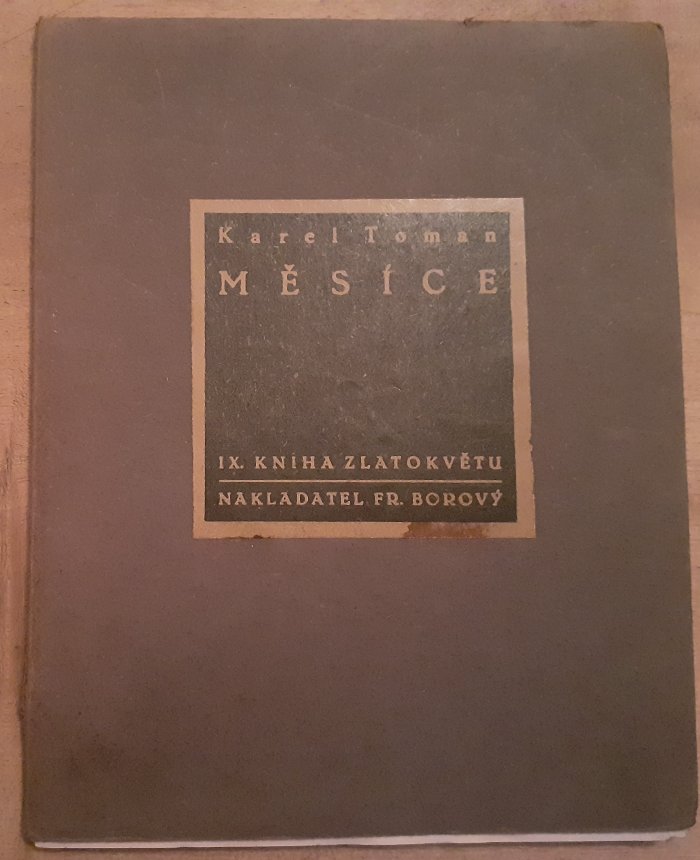 Karel Toman
MĚSÍCE
IX. KNIHA ZLATOKVĚTU
NAKLADATEL FR. BOROVÝ